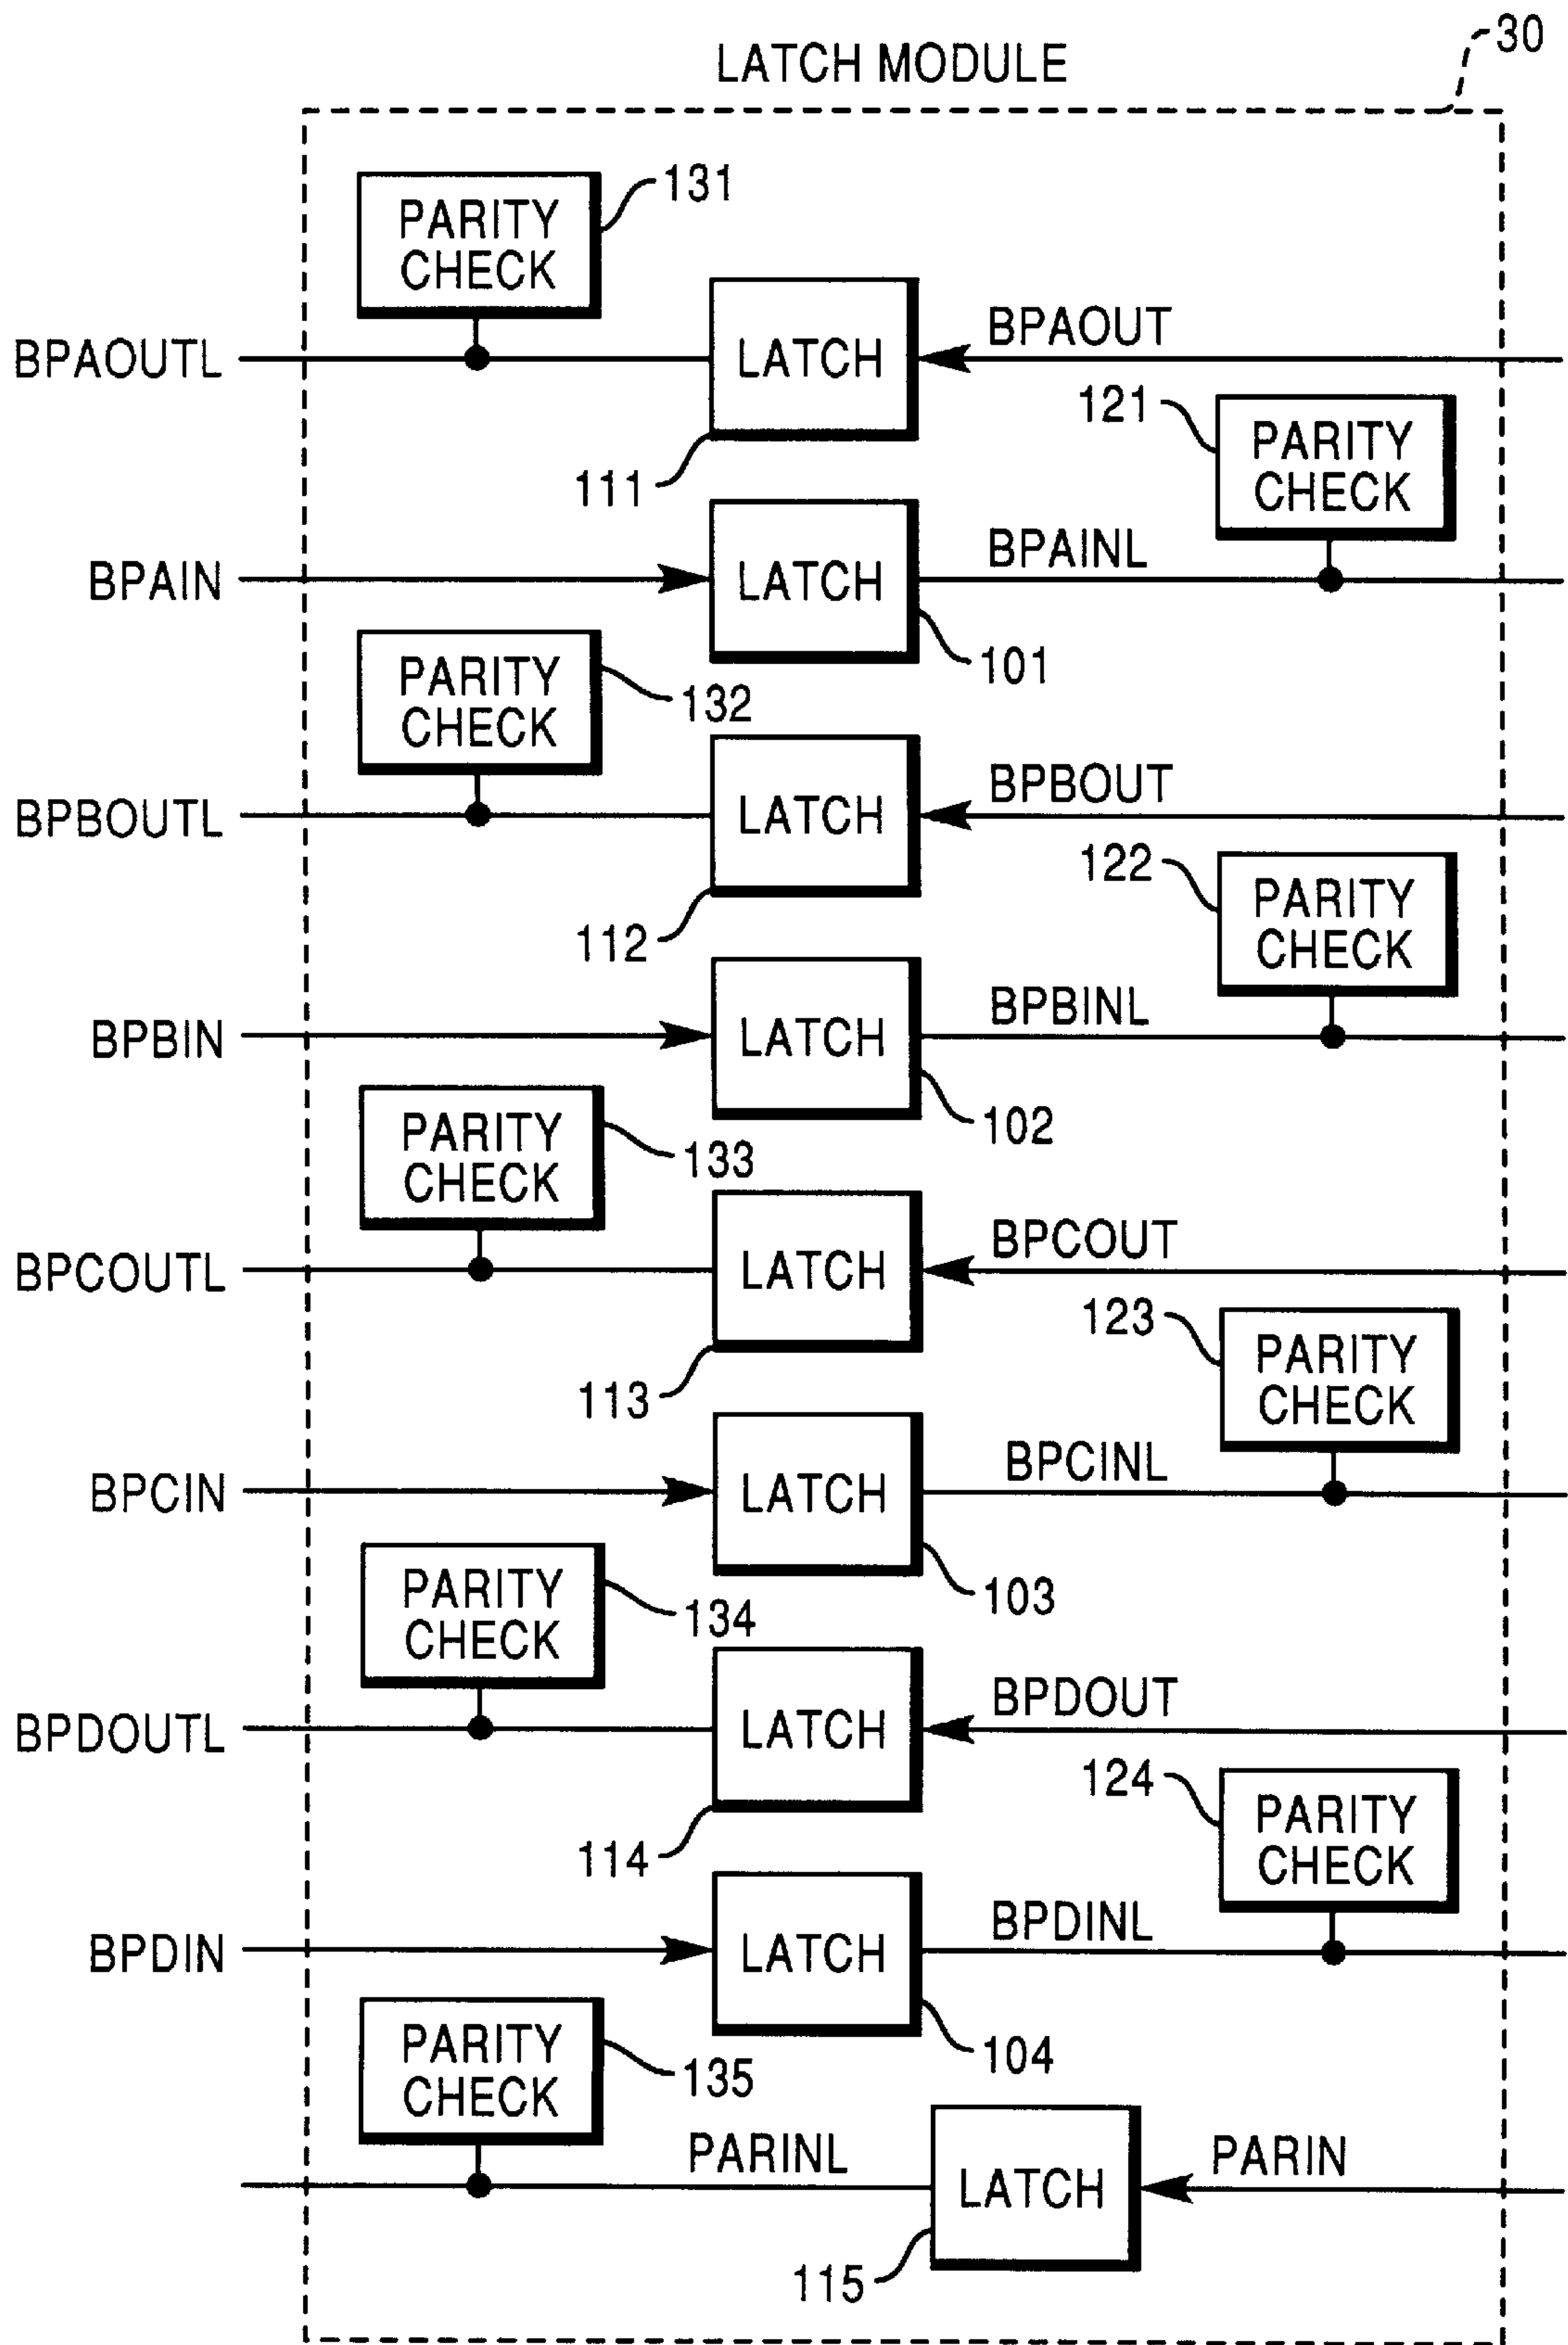 30
LATCH MODULE
PARITY
CHECK
131
BPAOUTL
LATCH
BPAOUT
111
121
PARITY
CHECK
BPAIN
LATCH
BPAINL
101
PARITY
CHECK
132
BPBOUTL
LATCH
BPBOUT
112
122
PARITY
CHECK
BPBIN
LATCH
BPBINL
102
PARITY
CHECK
133
BPCOUTL
LATCH
BPCOUT
113
123
PARITY
CHECK
BPCIN
LATCH
BPCINL
103
PARITY
CHECK
134
BPDOUTL
LATCH
BPDOUT
114
124
PARITY
CHECK
BPDIN
LATCH
BPDINL
104
PARITY
CHECK
135
PARINL
LATCH
PARIN
115